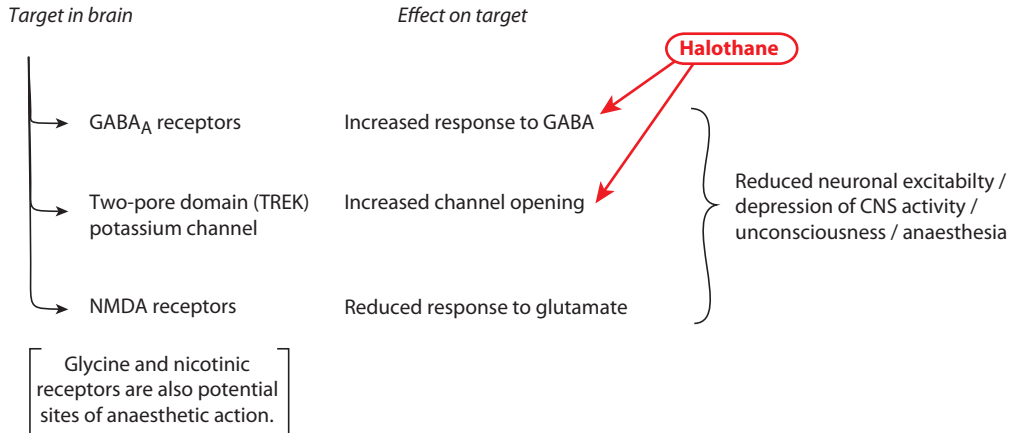 Target in brain
Effect on target
Halothane
GABAA receptors
Increased response to GABA
Two-pore domain (TREK)
potassium channel
Increased channel opening
Reduced neuronal excitabilty /
depression of CNS activity /
unconsciousness / anaesthesia
NMDA receptors
Reduced response to glutamate
Glycine and nicotinic
receptors are also potential
sites of anaesthetic action.